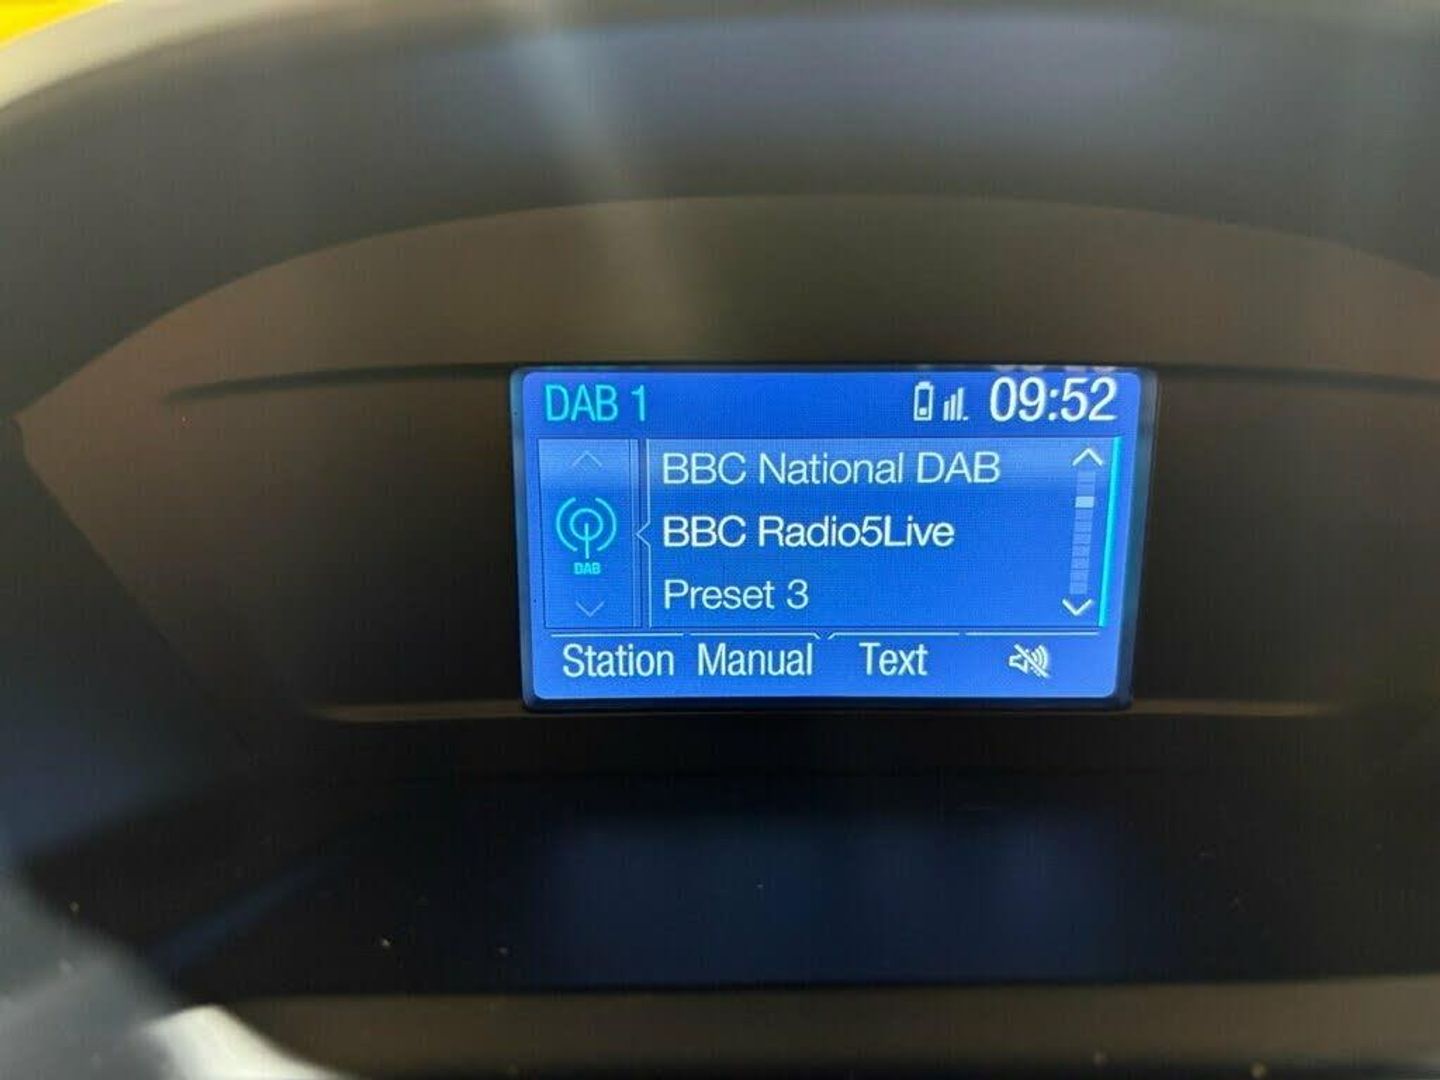 DAB 1 09:52
BBC National DAB
BBC Radio5Live
DAB
Preset 3
Station Manual Text